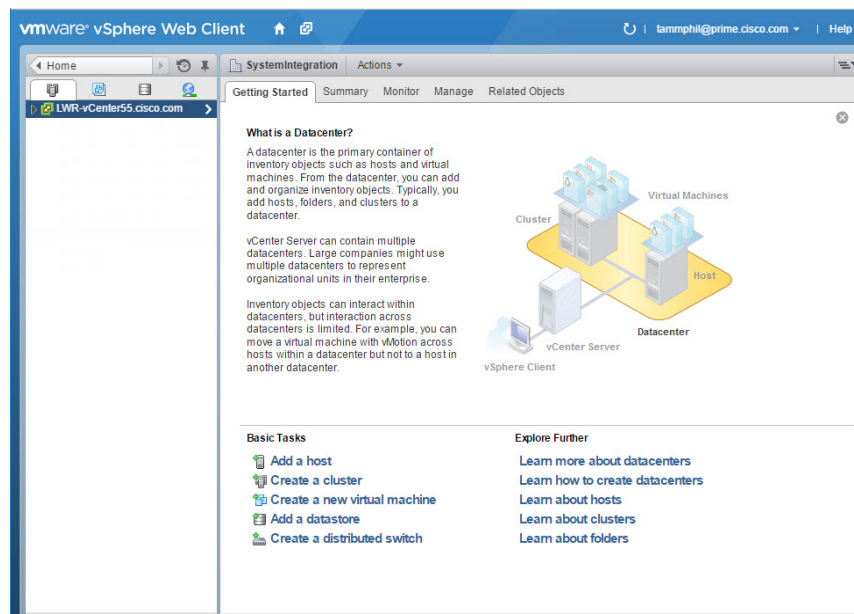 vmware® vSphere Web Client
tammphil@prime.cisco.com
Help
Home
SystemIntegration
Actions
Getting Started
Summary
Monitor
Manage
Related Objects
LWR-vCenter55.cisco.com
What is a Datacenter?
A datacenter is the primary container of
inventory objects such as hosts and virtual
machines. From the datacenter, you can add
and organize inventory objects. Typically, you
add hosts, folders, and clusters to a
datacenter.
vCenter Server can contain multiple
datacenters. Large companies might use
multiple datacenters to represent
organizational units in their enterprise.
Inventory objects can interact within
datacenters, but interaction across
datacenters is limited. For example, you can
move a virtual machine with vMotion across
hosts within a datacenter but not to a host in
another datacenter.
Virtual Machines
Cluster
Host
Datacenter
vCenter Server
vSphere Client
Basic Tasks
Add a host
Create a cluster
Create a new virtual machine
Add a datastore
Create a distributed switch
Explore Further
Learn more about datacenters
Learn how to create datacenters
Learn about hosts
Learn about clusters
Learn about folders